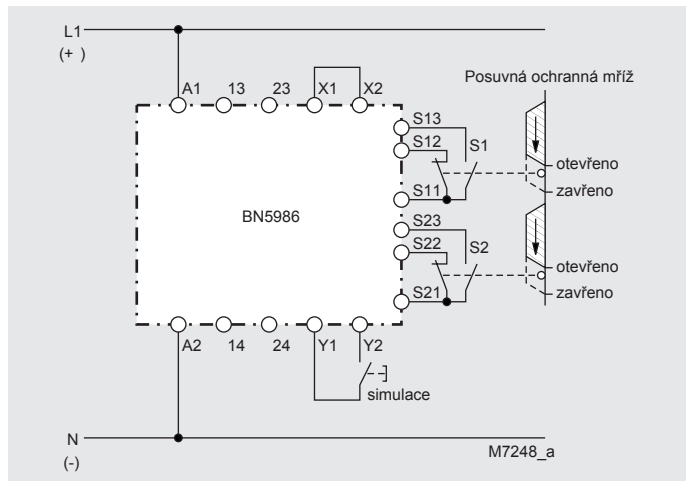 L1
(+ )
A1 13 23 X1 X2
Posuvná ochranná mříž
S13
S12
S1
otevřeno
zavřeno
S11
BN5986
S23
S22
S2
otevřeno
zavřeno
S21
A2 14 24 Y1 Y2
simulace
N
(-)
M7248_a